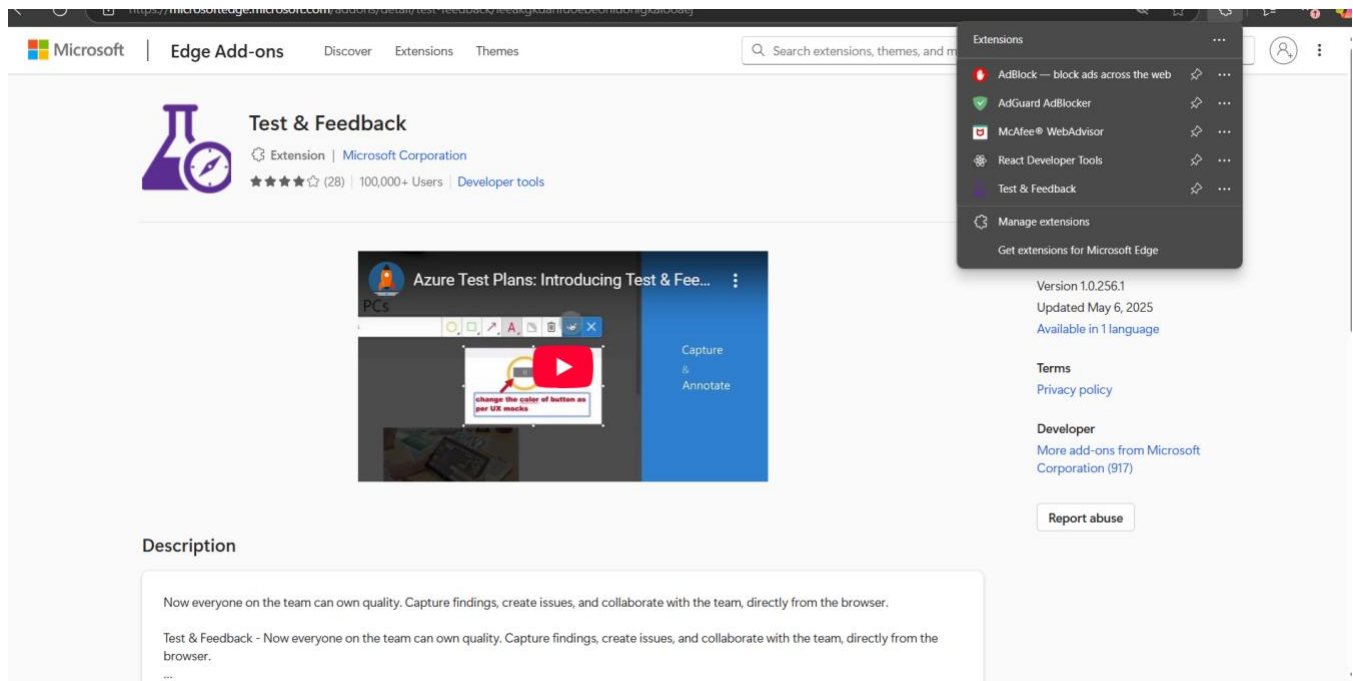 Microsoft
Edge Add-ons
Discover
Extensions
Themes
Search extensions, themes, and m
Test & Feedback
Extension | Microsoft Corporation
(28) | 100,000+ Users | Developer tools
Azure Test Plans: Introducing Test & Fee...
PCs
A
change the color of button as
per UX mocks
Capture
&
Annotate
Extensions
AdBlock — block ads across the web
AdGuard AdBlocker
McAfee® WebAdvisor
React Developer Tools
Test & Feedback
Manage extensions
Get extensions for Microsoft Edge
Version 1.0.256.1
Updated May 6, 2025
Available in 1 language
Terms
Privacy policy
Developer
More add-ons from Microsoft
Corporation (917)
Report abuse
Description
Now everyone on the team can own quality. Capture findings, create issues, and collaborate with the team, directly from the browser.
Test & Feedback - Now everyone on the team can own quality. Capture findings, create issues, and collaborate with the team, directly from the
browser.
...